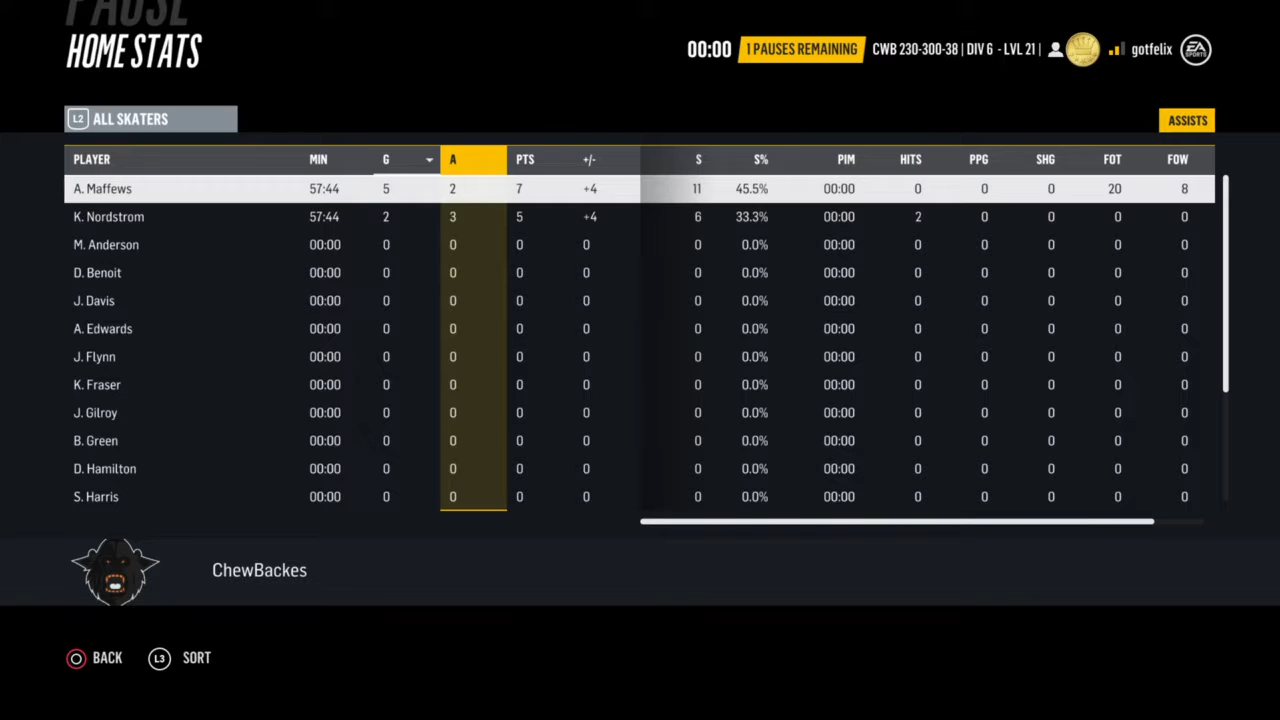 PAUSE
HOME STATS
00:00 1 PAUSES REMAINING CWB 230-300-38 | DIV 6 - LVL 21 | gotfelix EA SPORTS
L2 ALL SKATERS
ASSISTS
PLAYER MIN G A PTS +/- S S% PIM HITS PPG SHG FOT FOW
A. Maffews 57:44 5 2 7 +4 11 45.5% 00:00 0 0 0 20 8
K. Nordstrom 57:44 2 3 5 +4 6 33.3% 00:00 2 0 0 0 0
M. Anderson 00:00 0 0 0 0 0 0.0% 00:00 0 0 0 0 0
D. Benoit 00:00 0 0 0 0 0 0.0% 00:00 0 0 0 0 0
J. Davis 00:00 0 0 0 0 0 0.0% 00:00 0 0 0 0 0
A. Edwards 00:00 0 0 0 0 0 0.0% 00:00 0 0 0 0 0
J. Flynn 00:00 0 0 0 0 0 0.0% 00:00 0 0 0 0 0
K. Fraser 00:00 0 0 0 0 0 0.0% 00:00 0 0 0 0 0
J. Gilroy 00:00 0 0 0 0 0 0.0% 00:00 0 0 0 0 0
B. Green 00:00 0 0 0 0 0 0.0% 00:00 0 0 0 0 0
D. Hamilton 00:00 0 0 0 0 0 0.0% 00:00 0 0 0 0 0
S. Harris 00:00 0 0 0 0 0 0.0% 00:00 0 0 0 0 0
ChewBackes
BACK L3 SORT